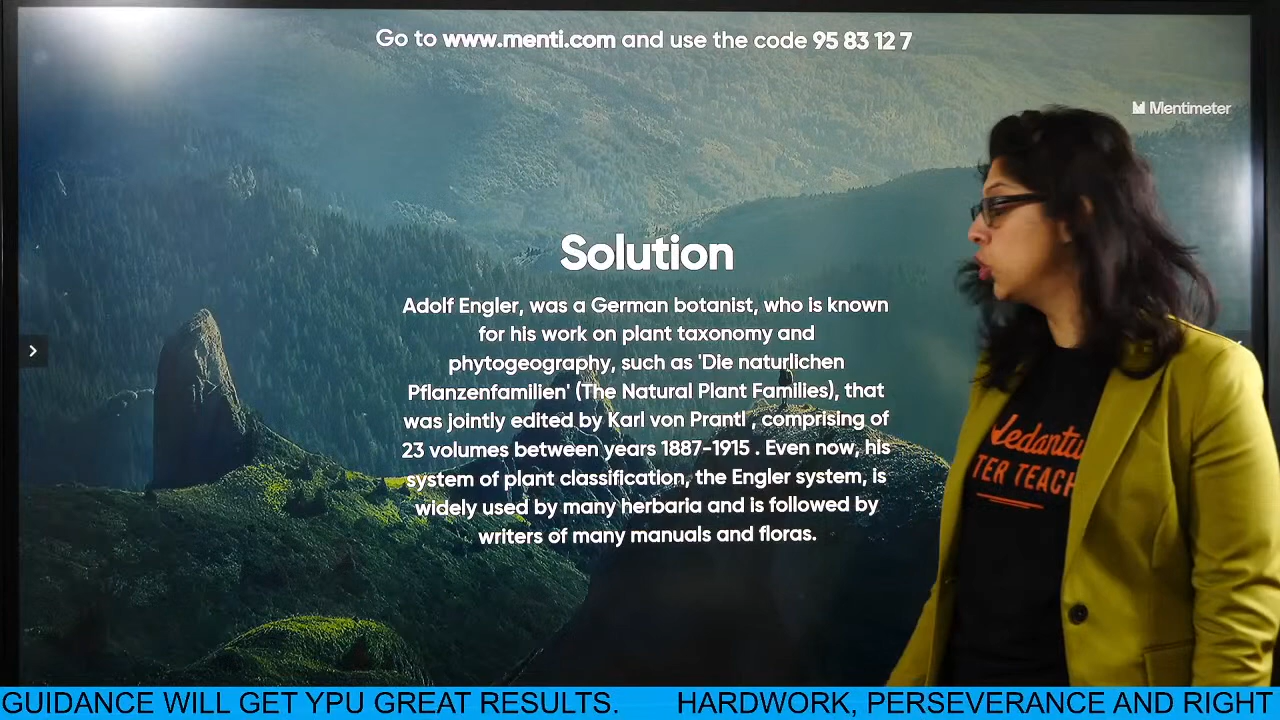 Go to www.menti.com and use the code 95 83 12 7
Mentimeter
Solution
Adolf Engler, was a German botanist, who is known
for his work on plant taxonomy and
phytogeography, such as 'Die naturlichen
Pflanzenfamilien' (The Natural Plant Families), that
was jointly edited by Karl von Prantl , comprising of
23 volumes between years 1887-1915 . Even now, his
system of plant classification, the Engler system, is
widely used by many herbaria and is followed by
writers of many manuals and floras.
Vedantu
TER TEACH
GUIDANCE WILL GET YPU GREAT RESULTS. HARDWORK, PERSEVERANCE AND RIGHT